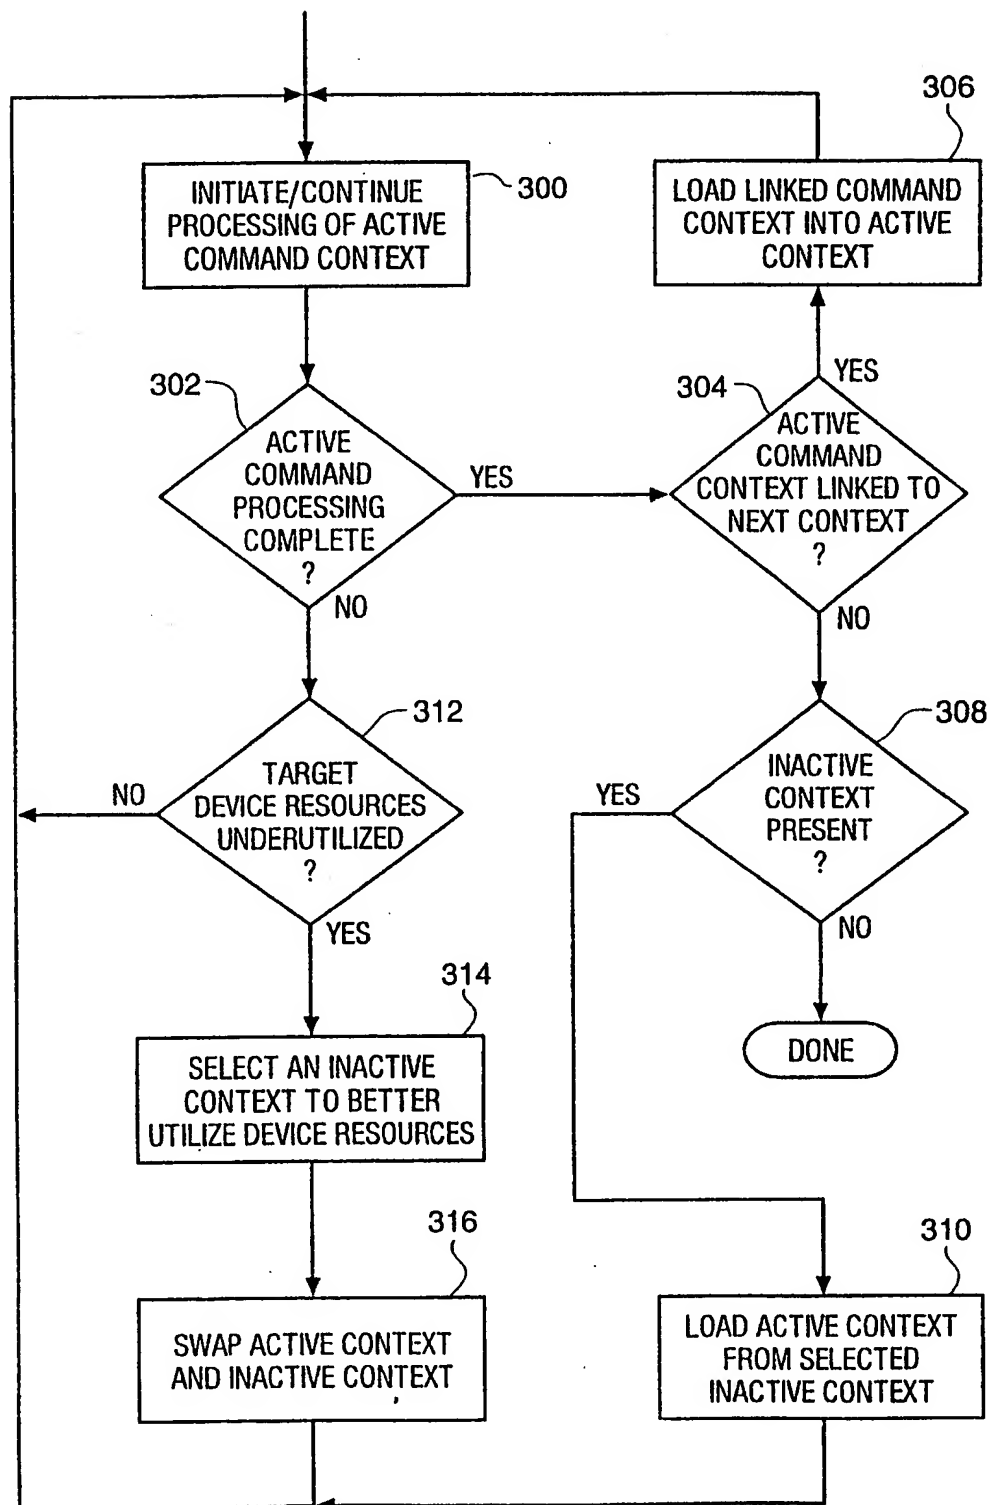 306
INITIATE/CONTINUE
PROCESSING OF ACTIVE
COMMAND CONTEXT
300
LOAD LINKED COMMAND
CONTEXT INTO ACTIVE
CONTEXT
302
ACTIVE
COMMAND
PROCESSING
COMPLETE
?
YES
NO
304
YES
ACTIVE
COMMAND
CONTEXT LINKED TO
NEXT CONTEXT
?
NO
312
TARGET
DEVICE RESOURCES
UNDERUTILIZED
?
NO
YES
308
INACTIVE
CONTEXT
PRESENT
?
YES
NO
DONE
314
SELECT AN INACTIVE
CONTEXT TO BETTER
UTILIZE DEVICE RESOURCES
316
SWAP ACTIVE CONTEXT
AND INACTIVE CONTEXT
310
LOAD ACTIVE CONTEXT
FROM SELECTED
INACTIVE CONTEXT